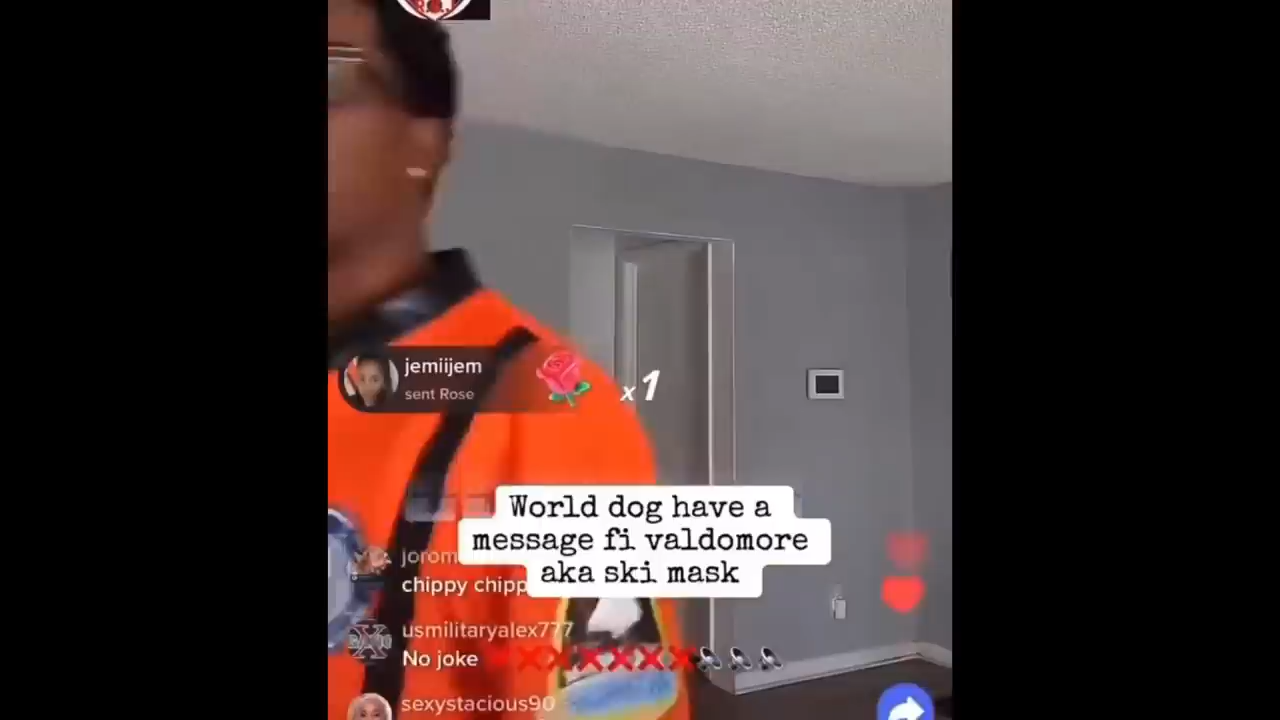 jemiijem
sent Rose
x1
World dog have a
message fi valdomore
aka ski mask
jorom
chippy chipp
usmilitaryalex777
No joke
sexystacious90